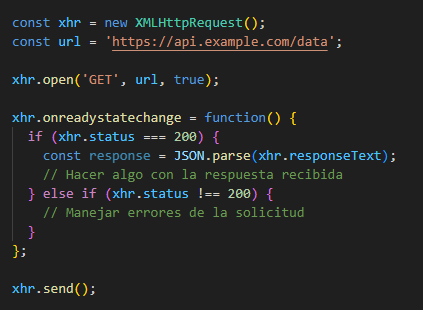 const xhr = new XMLHttpRequest();
const url = 'https://api.example.com/data';
xhr.open('GET', url, true);
xhr.onreadystatechange = function() {
  if (xhr.status === 200) {
    const response = JSON.parse(xhr.responseText);
    // Hacer algo con la respuesta recibida
  } else if (xhr.status !== 200) {
    // Manejar errores de la solicitud
  }
};
xhr.send();